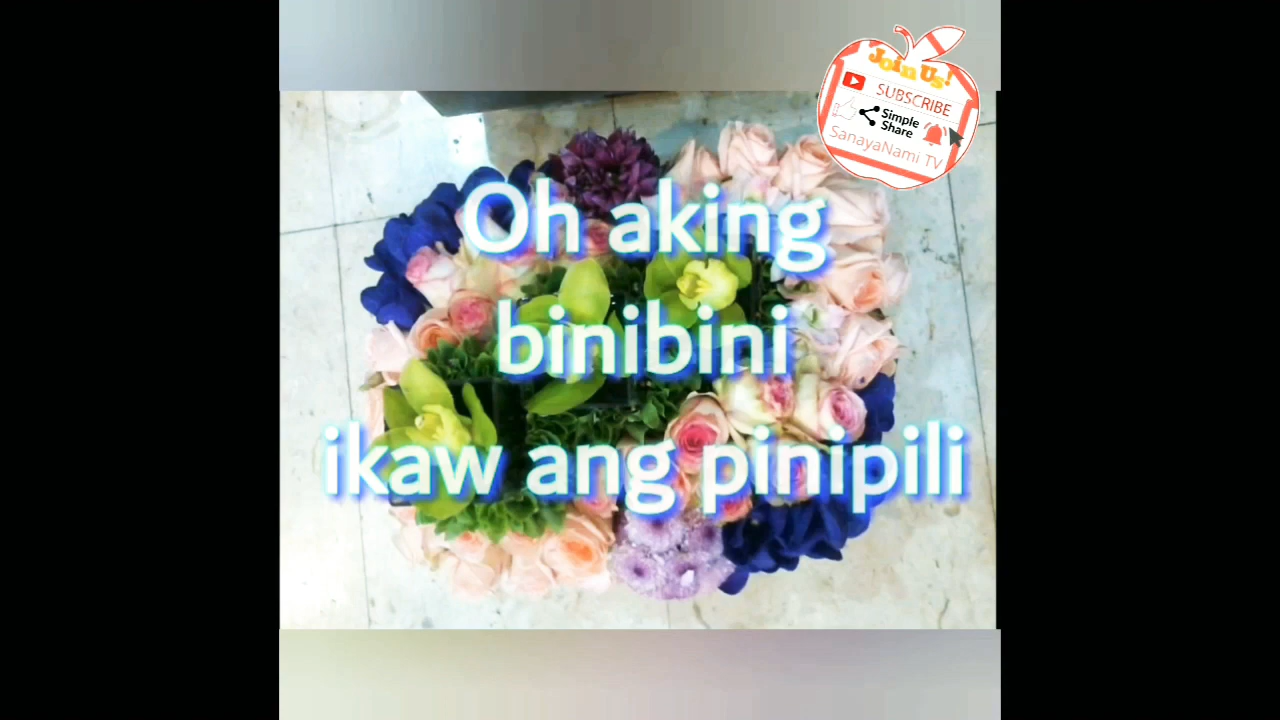 Join Us!
SUBSCRIBE
Simple
Share
SanayaNami TV
Oh aking
binibini
ikaw ang pinipili